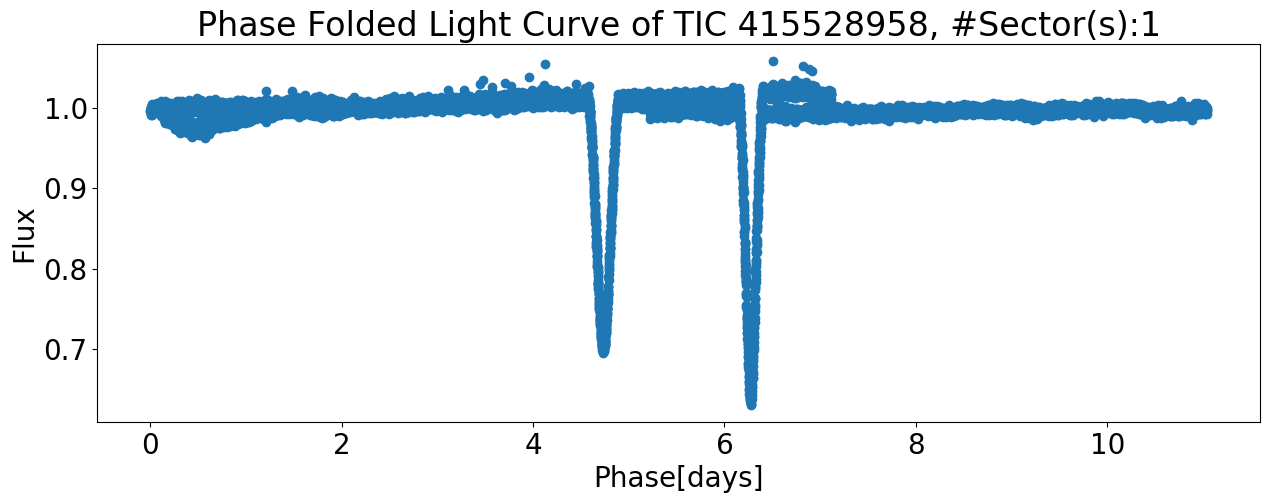 Phase Folded Light Curve of TIC 415528958, #Sector(s):1
1.0
0.9
0.8
0.7
Flux
0 2 4 6 8 10
Phase[days]